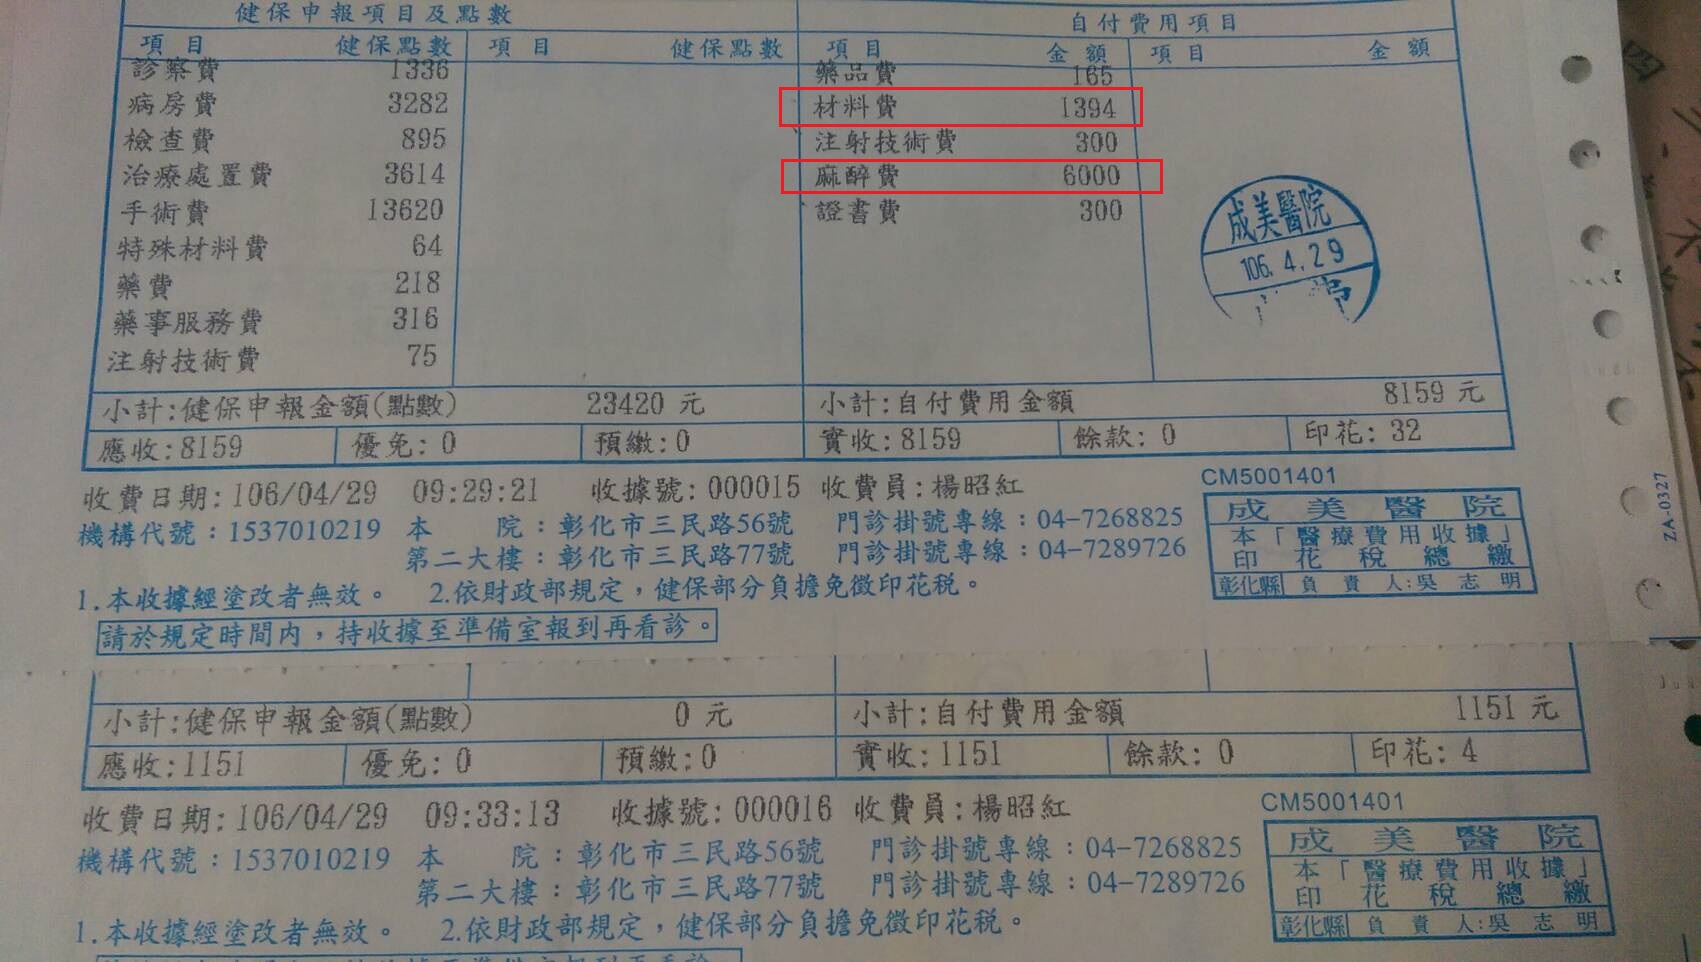 健保申報項目及點數 自付費用項目
項目 健保點數 項目 健保點數 項目 金額 項目 金額
診察費 1336 藥品費 165
病房費 3282 材料費 1394
檢查費 895 注射技術費 300
治療處置費 3614 麻醉費 6000
手術費 13620 證書費 300
特殊材料費 64
藥費 218
藥事服務費 316
注射技術費 75
成美醫院
106.4.29
小計:健保申報金額(點數) 23420 元 小計:自付費用金額 8159 元
應收:8159 優免:0 預繳:0 實收:8159 餘款:0 印花:32
收費日期:106/04/29 09:29:21 收據號:000015 收費員:楊昭紅
機構代號:1537010219 本 院:彰化市三民路56號 門診掛號專線:04-7268825
第二大樓:彰化市三民路77號 門診掛號專線:04-7289726
1.本收據經塗改者無效。 2.依財政部規定,健保部分負擔免徵印花稅。
請於規定時間內,持收據至準備室報到再看診。
CM5001401
成美醫院
本「醫療費用收據」
印花稅總繳
彰化縣 負責人:吳志明
ZA-0327
小計:健保申報金額(點數) 0 元 小計:自付費用金額 1151 元
應收:1151 優免:0 預繳:0 實收:1151 餘款:0 印花:4
收費日期:106/04/29 09:33:13 收據號:000016 收費員:楊昭紅
機構代號:1537010219 本 院:彰化市三民路56號 門診掛號專線:04-7268825
第二大樓:彰化市三民路77號 門診掛號專線:04-7289726
1.本收據經塗改者無效。 2.依財政部規定,健保部分負擔免徵印花稅。
CM5001401
成美醫院
本「醫療費用收據」
印花稅總繳
彰化縣 負責人:吳志明